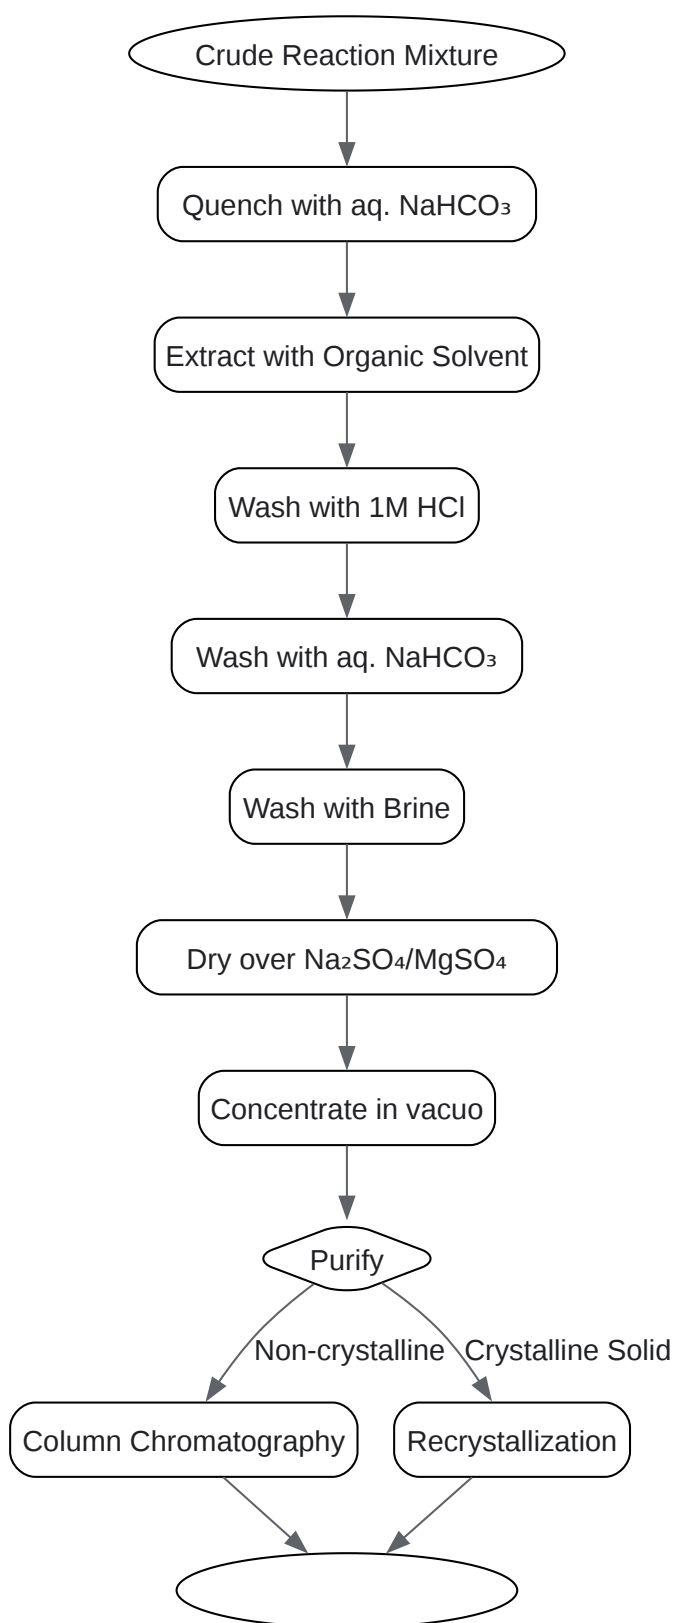 Crude Reaction Mixture
Quench with aq. NaHCO₃
Extract with Organic Solvent
Wash with 1M HCl
Wash with aq. NaHCO₃
Wash with Brine
Dry over Na₂SO₄/MgSO₄
Concentrate in vacuo
Purify
Non-crystalline
Crystalline Solid
Column Chromatography
Recrystallization